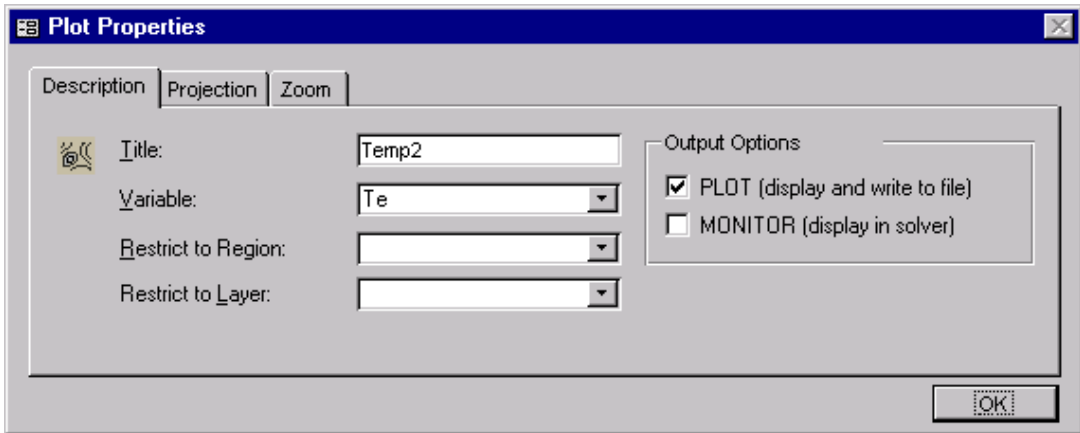 Plot Properties
Description Projection Zoom
Title: Temp2
Variable: Te
Restrict to Region:
Restrict to Layer:
Output Options
PLOT (display and write to file)
MONITOR (display in solver)
OK